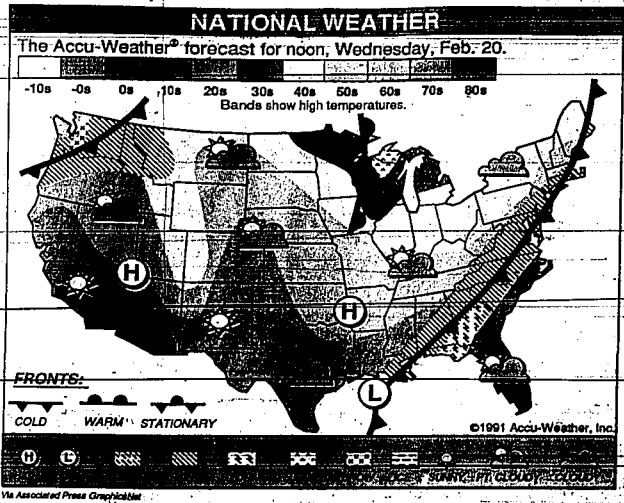 NATIONAL WEATHER
The Accu-Weather® forecast for noon, Wednesday, Feb. 20.
-10s -0s 0s 10s 20s 30s 40s 50s 60s 70s 80s
Bands show high temperatures.
H
H
L
FRONTS:
COLD WARM STATIONARY
©1991 Accu-Weather, Inc.
H L
Via Associated Press GraphicsNet